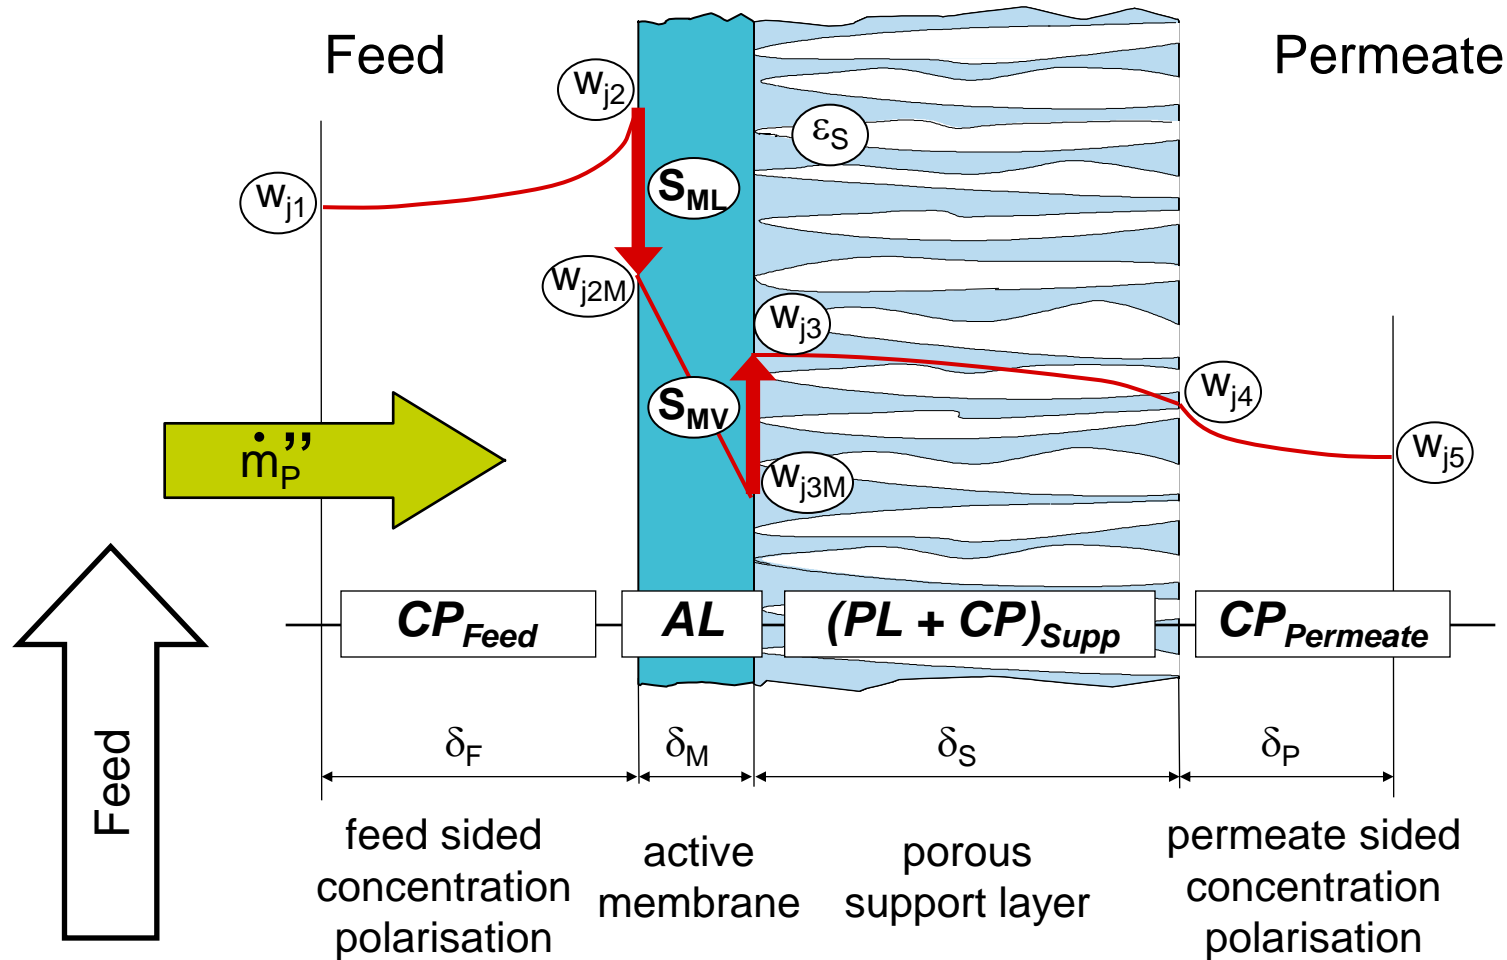 Feed
Permeate
wj2
εS
SML
wj1
wj2M
wj3
wj4
SMV
ṁP”
wj5
wj3M
CPFeed
AL
(PL + CP)Supp
CPPermeate
Feed
δF
δM
δS
δP
feed sided
concentration
polarisation
active
membrane
porous
support layer
permeate sided
concentration
polarisation